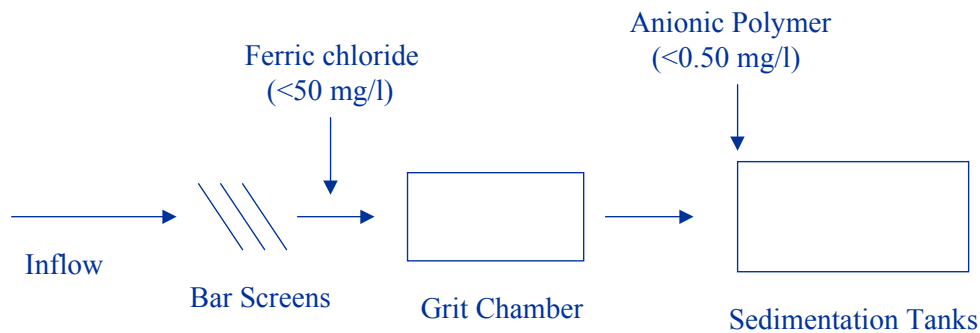 Anionic Polymer
(<0.50 mg/l)
Ferric chloride
(<50 mg/l)
Inflow
Bar Screens
Grit Chamber
Sedimentation Tanks